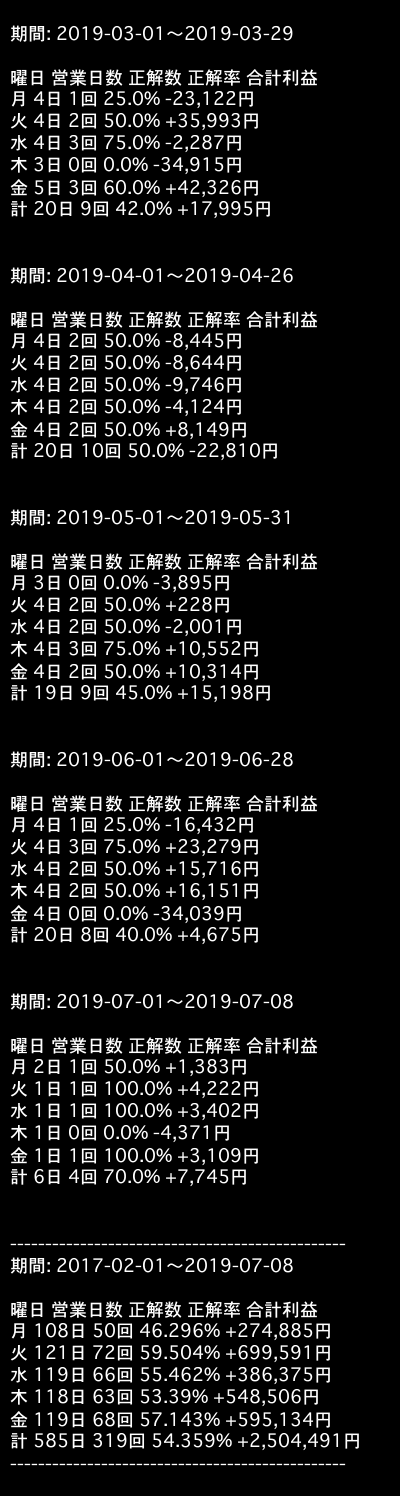 期間: 2019-03-01〜2019-03-29
曜日 営業日数 正解数 正解率 合計利益
月 4日 1回 25.0% -23,122円
火 4日 2回 50.0% +35,993円
水 4日 3回 75.0% -2,287円
木 3日 0回 0.0% -34,915円
金 5日 3回 60.0% +42,326円
計 20日 9回 42.0% +17,995円
期間: 2019-04-01〜2019-04-26
曜日 営業日数 正解数 正解率 合計利益
月 4日 2回 50.0% -8,445円
火 4日 2回 50.0% -8,644円
水 4日 2回 50.0% -9,746円
木 4日 2回 50.0% -4,124円
金 4日 2回 50.0% +8,149円
計 20日 10回 50.0% -22,810円
期間: 2019-05-01〜2019-05-31
曜日 営業日数 正解数 正解率 合計利益
月 3日 0回 0.0% -3,895円
火 4日 2回 50.0% +228円
水 4日 2回 50.0% -2,001円
木 4日 3回 75.0% +10,552円
金 4日 2回 50.0% +10,314円
計 19日 9回 45.0% +15,198円
期間: 2019-06-01〜2019-06-28
曜日 営業日数 正解数 正解率 合計利益
月 4日 1回 25.0% -16,432円
火 4日 3回 75.0% +23,279円
水 4日 2回 50.0% +15,716円
木 4日 2回 50.0% +16,151円
金 4日 0回 0.0% -34,039円
計 20日 8回 40.0% +4,675円
期間: 2019-07-01〜2019-07-08
曜日 営業日数 正解数 正解率 合計利益
月 2日 1回 50.0% +1,383円
火 1日 1回 100.0% +4,222円
水 1日 1回 100.0% +3,402円
木 1日 0回 0.0% -4,371円
金 1日 1回 100.0% +3,109円
計 6日 4回 70.0% +7,745円
------------------------------------------------
期間: 2017-02-01〜2019-07-08
曜日 営業日数 正解数 正解率 合計利益
月 108日 50回 46.296% +274,885円
火 121日 72回 59.504% +699,591円
水 119日 66回 55.462% +386,375円
木 118日 63回 53.39% +548,506円
金 119日 68回 57.143% +595,134円
計 585日 319回 54.359% +2,504,491円
------------------------------------------------